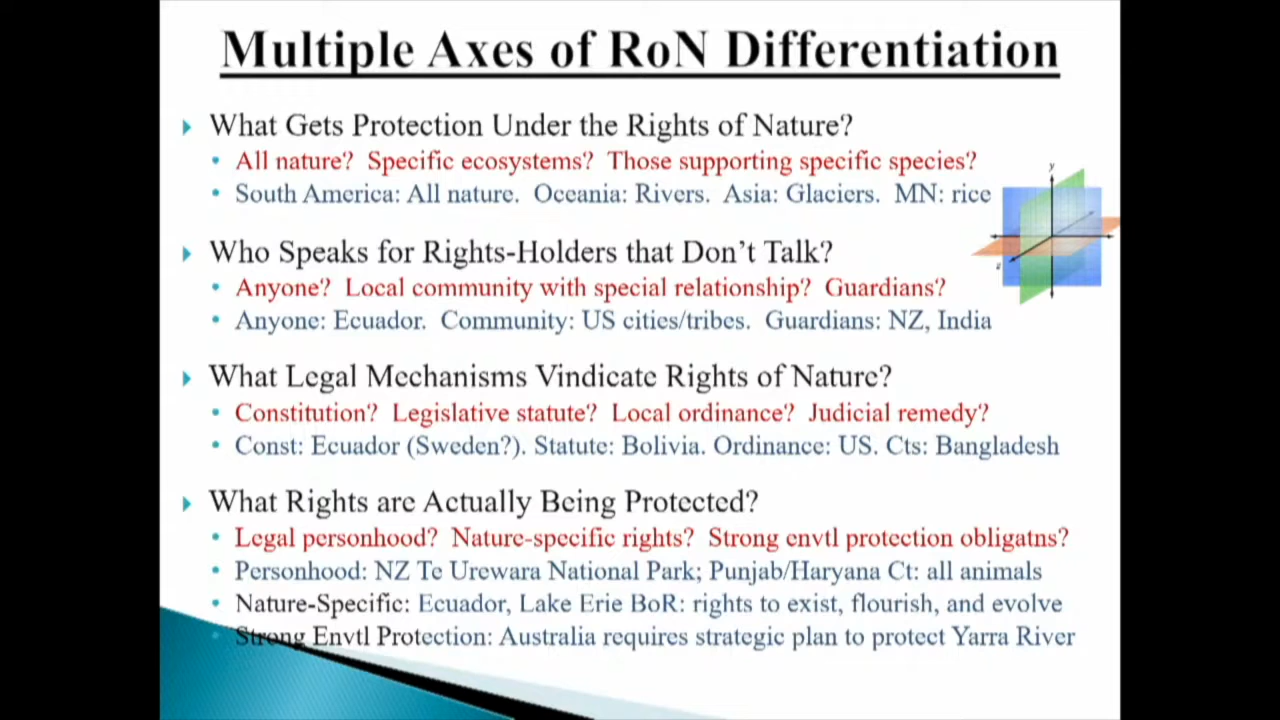 Multiple Axes of RoN Differentiation
What Gets Protection Under the Rights of Nature?
All nature? Specific ecosystems? Those supporting specific species?
South America: All nature. Oceania: Rivers. Asia: Glaciers. MN: rice
y
Who Speaks for Rights-Holders that Don't Talk?
Anyone? Local community with special relationship? Guardians?
Anyone: Ecuador. Community: US cities/tribes. Guardians: NZ, India
What Legal Mechanisms Vindicate Rights of Nature?
Constitution? Legislative statute? Local ordinance? Judicial remedy?
Const: Ecuador (Sweden?). Statute: Bolivia. Ordinance: US. Cts: Bangladesh
What Rights are Actually Being Protected?
Legal personhood? Nature-specific rights? Strong envtl protection obligatns?
Personhood: NZ Te Urewara National Park; Punjab/Haryana Ct: all animals
Nature-Specific: Ecuador, Lake Erie BoR: rights to exist, flourish, and evolve
Strong Envtl Protection: Australia requires strategic plan to protect Yarra River